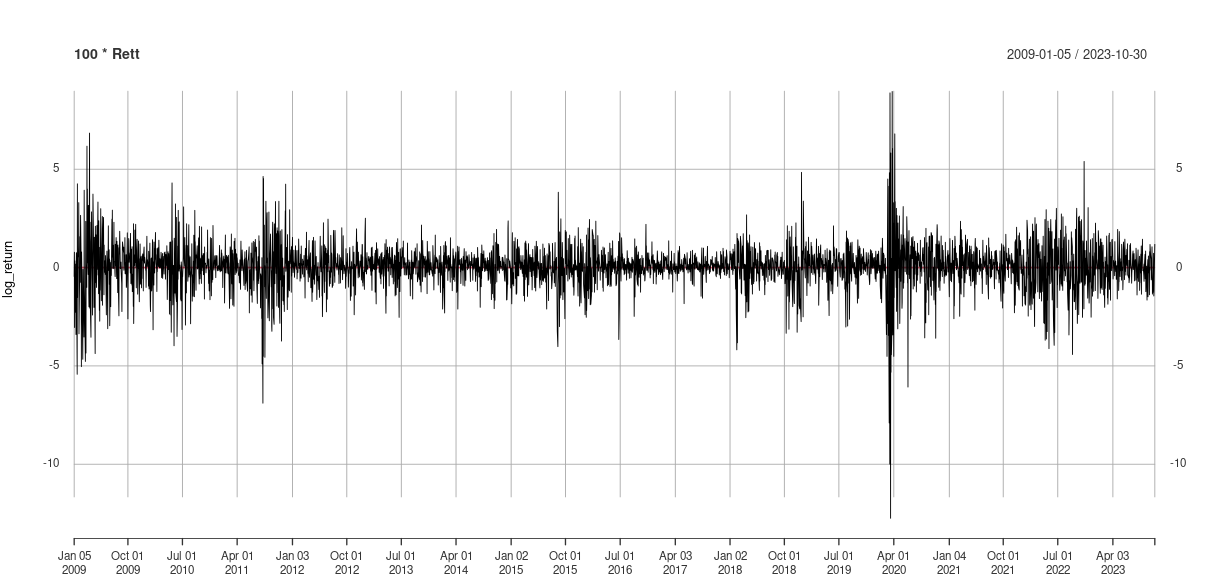 100 * Rett
2009-01-05 / 2023-10-30
log_return
5 5
0 0
-5 -5
-10 -10
Jan 05 Oct 01 Jul 01 Apr 01 Jan 03 Oct 01 Jul 01 Apr 01 Jan 02 Oct 01 Jul 01 Apr 03 Jan 02 Oct 01 Jul 01 Apr 01 Jan 04 Oct 01 Jul 01 Apr 03
2009 2009 2010 2011 2012 2012 2013 2014 2015 2015 2016 2017 2018 2018 2019 2020 2021 2021 2022 2023